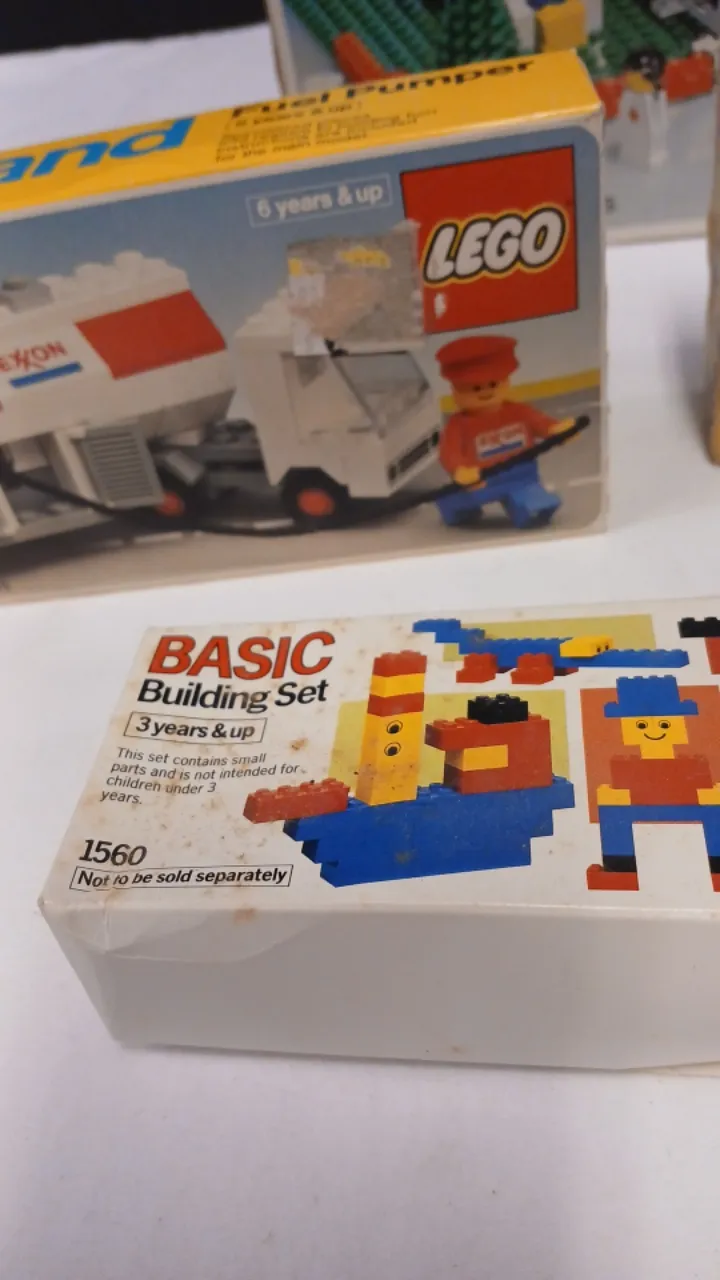 and
Fuel Pumper
6 years & up
LEGO
EXXON
EXXON
BASIC
Building Set
3 years & up
This set contains small
parts and is not intended for
children under 3
years.
1560
Not to be sold separately